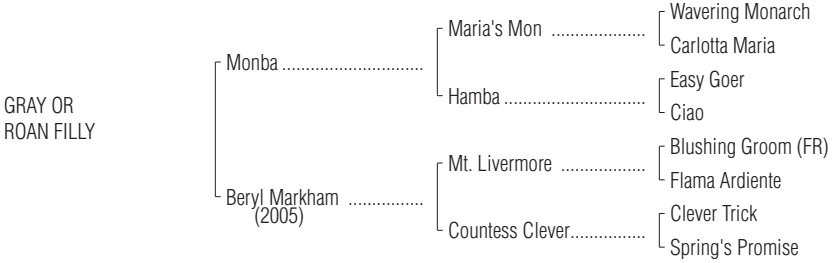 Wavering Monarch
Maria's Mon ....................
Carlotta Maria
Monba .............................
Easy Goer
Hamba .............................
Ciao
GRAY OR
ROAN FILLY
Blushing Groom (FR)
Mt. Livermore ..................
Flama Ardiente
Beryl Markham ................
(2005)
Clever Trick
Countess Clever................
Spring's Promise